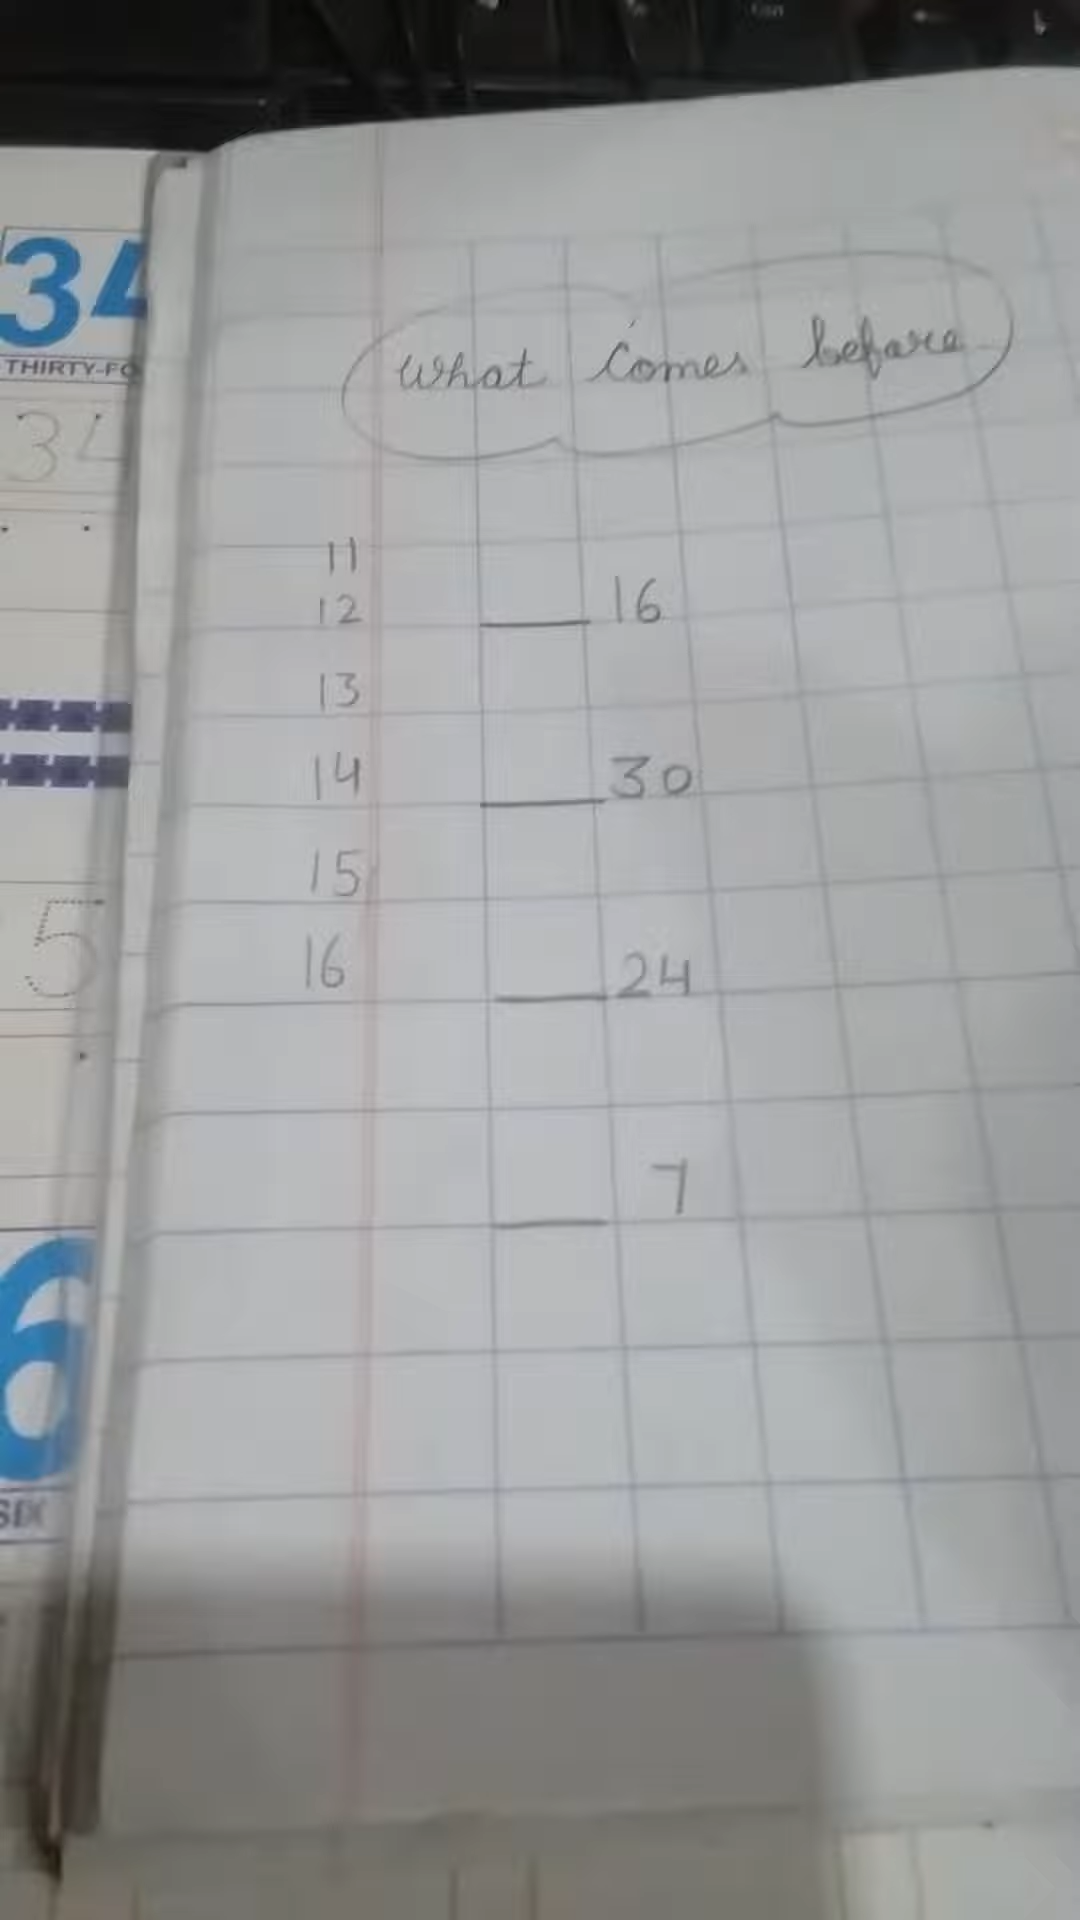 34
THIRTY-FO
34
5
6
SIX
What comes before
11
12 ___ 16
13
14 ___ 30
15
16 ___ 24
___ 7